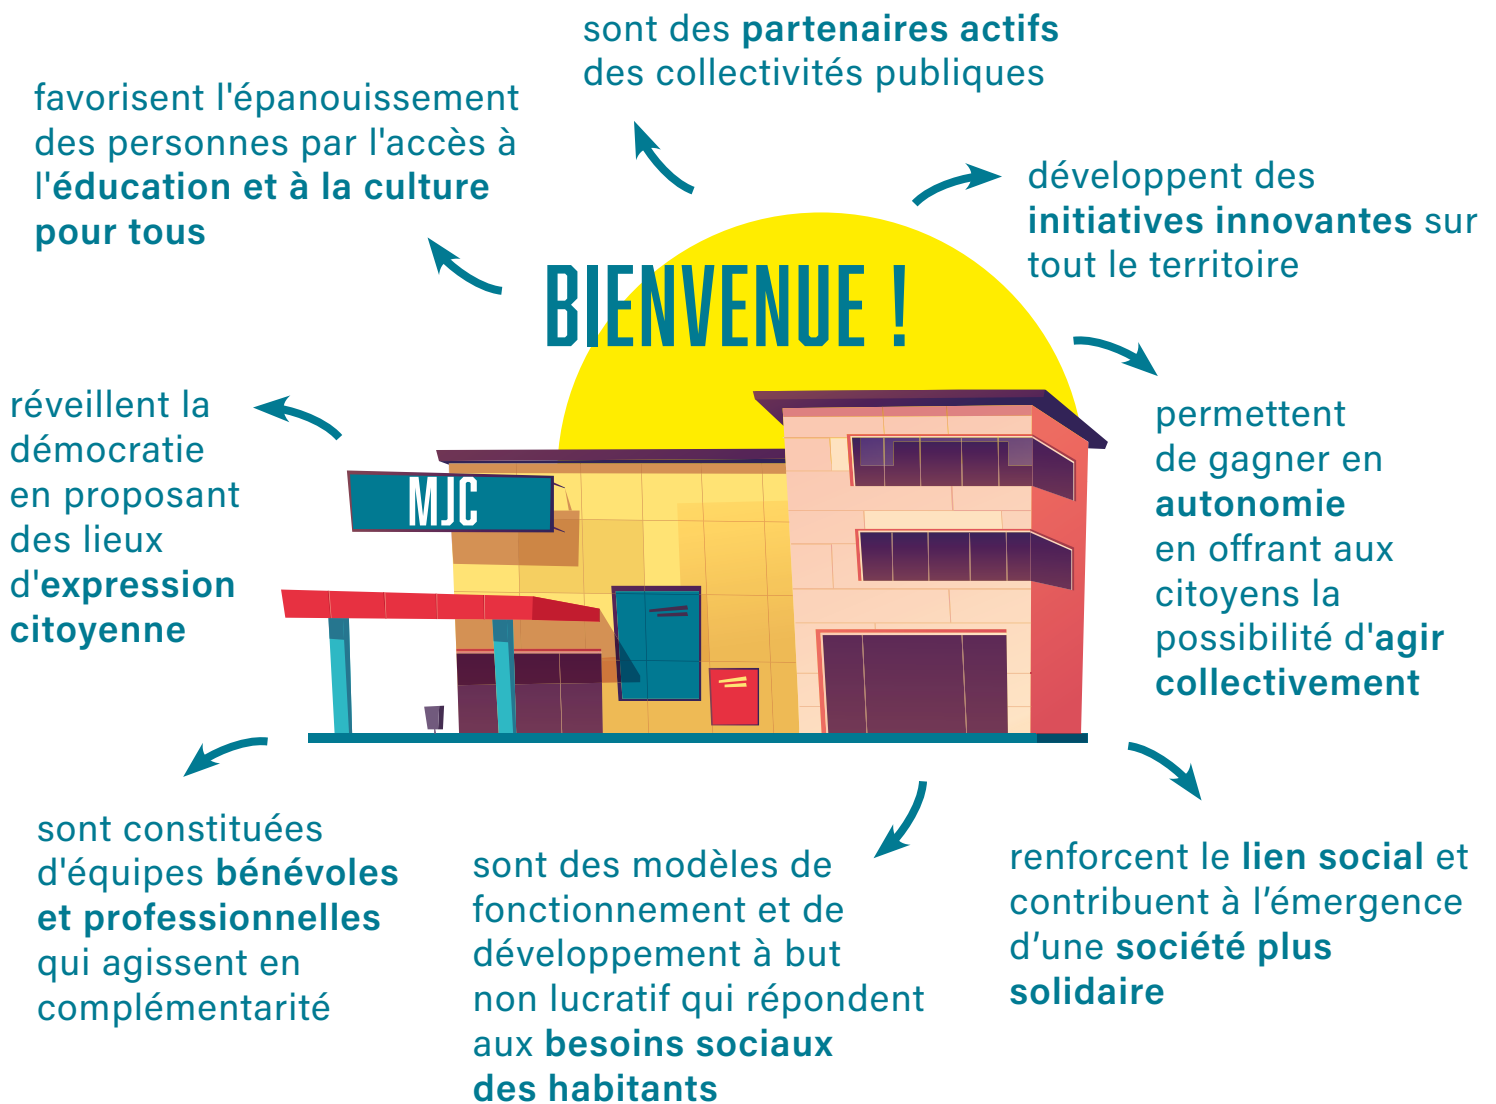 sont des partenaires actifs
des collectivités publiques
favorisent l'épanouissement
des personnes par l'accès à
l'éducation et à la culture
pour tous
développent des
initiatives innovantes sur
tout le territoire
BIENVENUE !
réveillent la
démocratie
en proposant
des lieux
d'expression
citoyenne
MJC
permettent
de gagner en
autonomie
en offrant aux
citoyens la
possibilité d'agir
collectivement
sont constituées
d'équipes bénévoles
et professionnelles
qui agissent en
complémentarité
sont des modèles de
fonctionnement et de
développement à but
non lucratif qui répondent
aux besoins sociaux
des habitants
renforcent le lien social et
contribuent à l’émergence
d’une société plus
solidaire